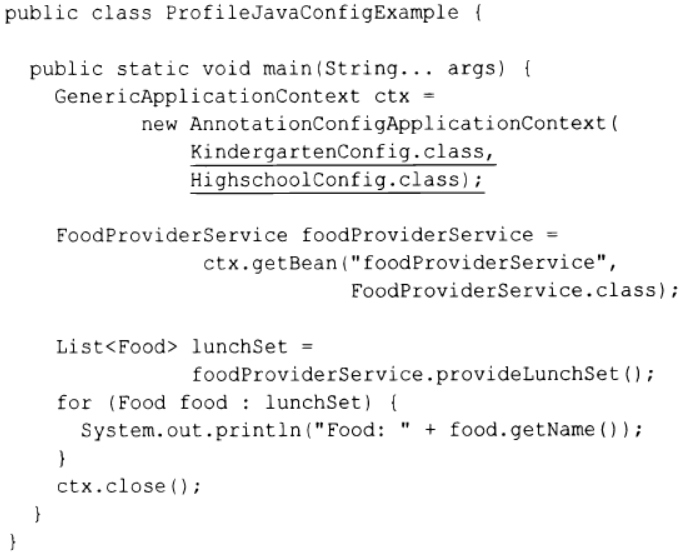 public class ProfileJavaConfigExample {
public static void main(String... args) {
GenericApplicationContext ctx =
new AnnotationConfigApplicationContext(
KindergartenConfig.class,
HighschoolConfig.class);
FoodProviderService foodProviderService =
ctx.getBean("foodProviderService",
FoodProviderService.class);
List<Food> lunchSet =
foodProviderService.provideLunchSet();
for (Food food : lunchSet) {
System.out.println("Food: " + food.getName());
}
ctx.close();
}
}